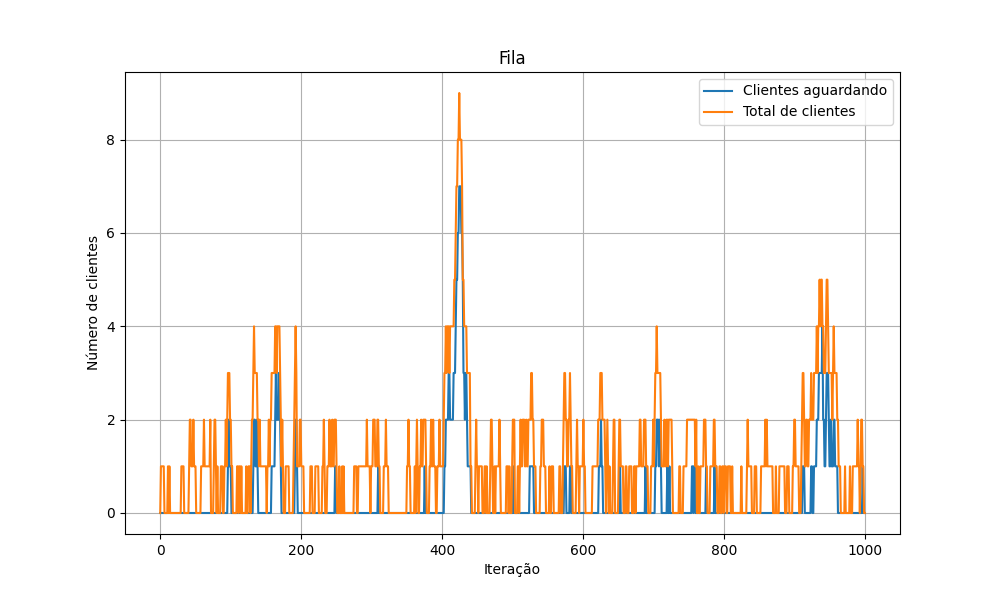 Fila
Clientes aguardando
Total de clientes
Número de clientes
8
6
4
2
0
0 200 400 600 800 1000
Iteração